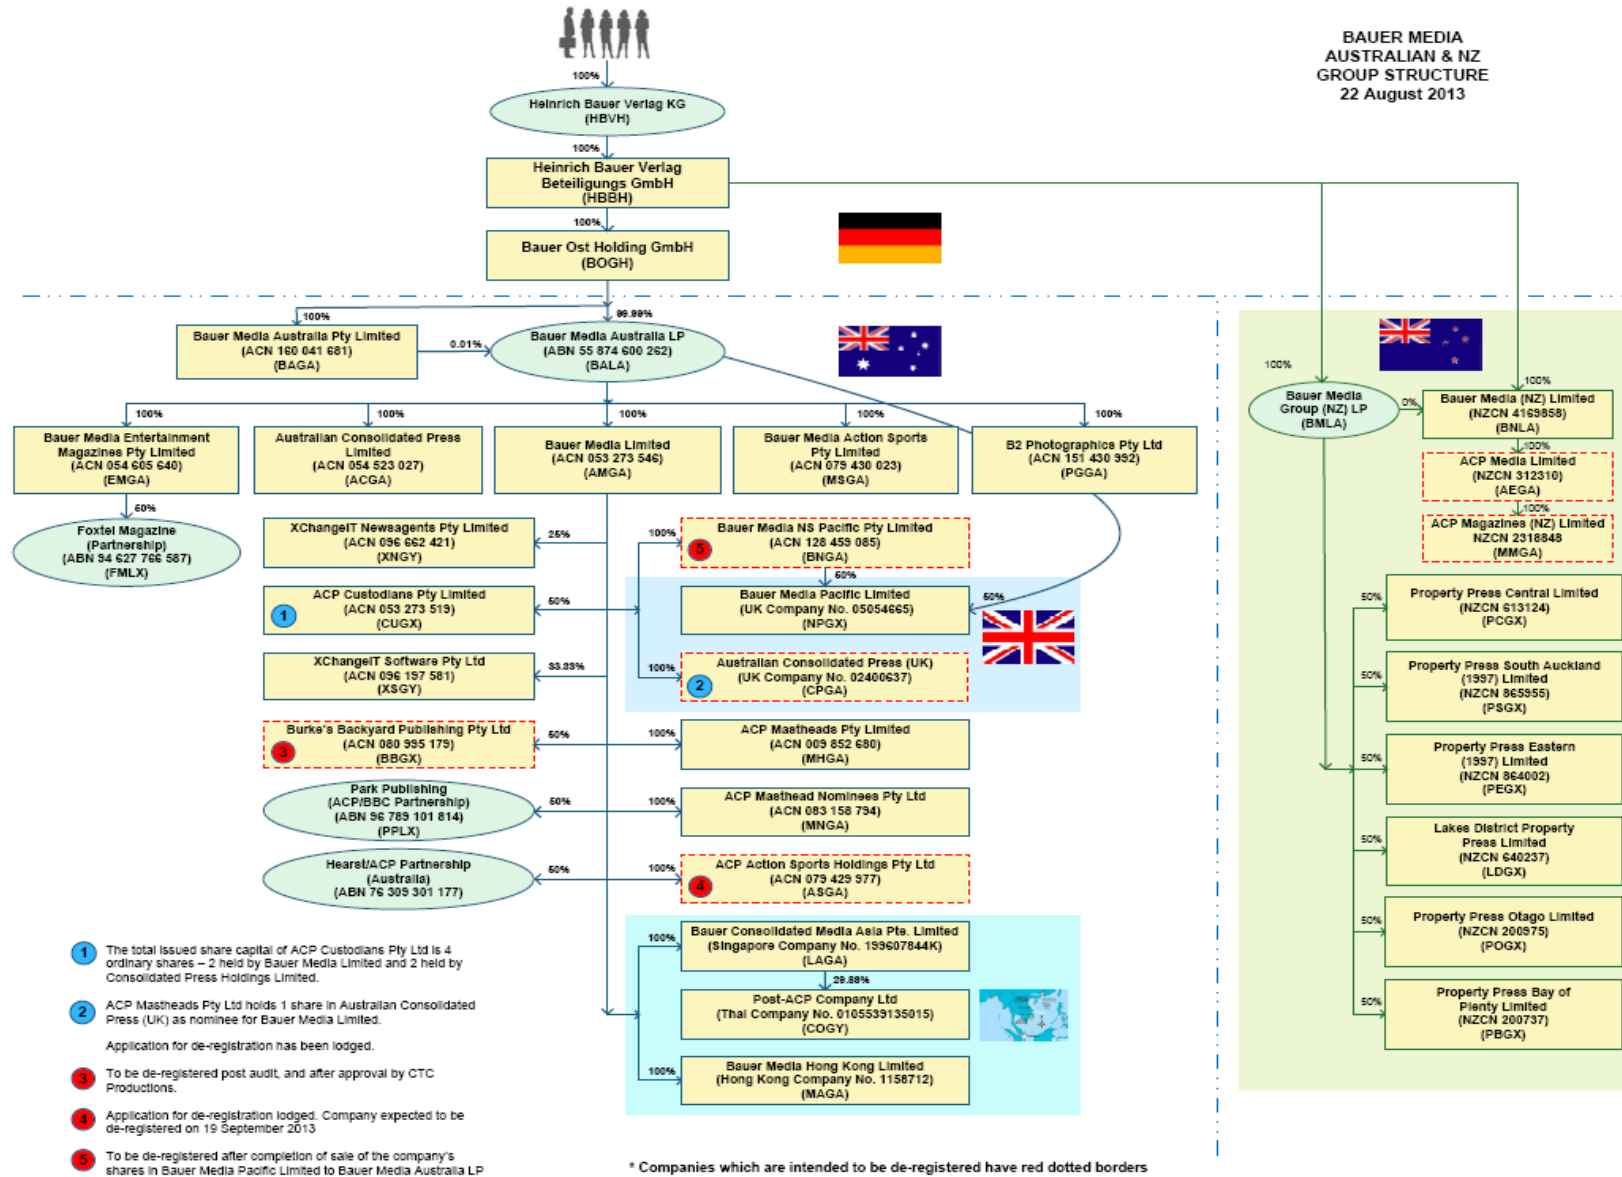 BAUER MEDIA
AUSTRALIAN & NZ
GROUP STRUCTURE
22 August 2013
100%
Heinrich Bauer Verlag KG
(HBVH)
100%
Heinrich Bauer Verlag
Beteiligungs GmbH
(HBBH)
100%
Bauer Ost Holding GmbH
(BOGH)
100%
99.99%
Bauer Media Australia Pty Limited
(ACN 160 041 681)
(BAGA)
0.01%
Bauer Media Australia LP
(ABN 55 874 600 262)
(BALA)
100%
100%
100%
100%
100%
Bauer Media Entertainment
Magazines Pty Limited
(ACN 054 605 640)
(EMGA)
Australian Consolidated Press
Limited
(ACN 054 523 027)
(ACGA)
Bauer Media Limited
(ACN 053 273 546)
(AMGA)
Bauer Media Action Sports
Pty Limited
(ACN 079 430 023)
(MSGA)
B2 Photographics Pty Ltd
(ACN 151 430 992)
(PGGA)
50%
Foxtel Magazine
(Partnership)
(ABN 94 627 766 587)
(FMLX)
XChangeIT Newsagents Pty Limited
(ACN 096 662 421)
(XNGY)
25%
100%
Bauer Media NS Pacific Pty Limited
(ACN 128 459 085)
(BNGA)
5
50%
ACP Custodians Pty Limited
(ACN 053 273 519)
(CUGX)
1
50%
Bauer Media Pacific Limited
(UK Company No. 05054665)
(NPGX)
50%
XChangeIT Software Pty Ltd
(ACN 096 197 581)
(XSGY)
33.33%
100%
Australian Consolidated Press (UK)
(UK Company No. 02400637)
(CPGA)
2
Burke's Backyard Publishing Pty Ltd
(ACN 080 995 179)
(BBGX)
3
50%
100%
ACP Mastheads Pty Limited
(ACN 009 852 680)
(MHGA)
Park Publishing
(ACP/BBC Partnership)
(ABN 96 789 101 814)
(PPLX)
50%
100%
ACP Masthead Nominees Pty Ltd
(ACN 083 158 794)
(MNGA)
Hearst/ACP Partnership
(Australia)
(ABN 76 309 301 177)
50%
100%
ACP Action Sports Holdings Pty Ltd
(ACN 079 429 977)
(ASGA)
4
100%
Bauer Consolidated Media Asia Pte. Limited
(Singapore Company No. 199607844K)
(LAGA)
29.88%
Post-ACP Company Ltd
(Thai Company No. 0105539135015)
(COGY)
100%
Bauer Media Hong Kong Limited
(Hong Kong Company No. 1158712)
(MAGA)
100%
100%
Bauer Media
Group (NZ) LP
(BMLA)
0%
Bauer Media (NZ) Limited
(NZCN 4169858)
(BNLA)
100%
ACP Media Limited
(NZCN 312310)
(AEGA)
100%
ACP Magazines (NZ) Limited
NZCN 2318848
(MMGA)
50%
Property Press Central Limited
(NZCN 613124)
(PCGX)
50%
Property Press South Auckland
(1997) Limited
(NZCN 865955)
(PSGX)
50%
Property Press Eastern
(1997) Limited
(NZCN 864002)
(PEGX)
50%
Lakes District Property
Press Limited
(NZCN 640237)
(LDGX)
50%
Property Press Otago Limited
(NZCN 200975)
(POGX)
50%
Property Press Bay of
Plenty Limited
(NZCN 200737)
(PBGX)
1 The total issued share capital of ACP Custodians Pty Ltd is 4
ordinary shares – 2 held by Bauer Media Limited and 2 held by
Consolidated Press Holdings Limited.
2 ACP Mastheads Pty Ltd holds 1 share in Australian Consolidated
Press (UK) as nominee for Bauer Media Limited.
Application for de-registration has been lodged.
3 To be de-registered post audit, and after approval by CTC
Productions.
4 Application for de-registration lodged. Company expected to be
de-registered on 19 September 2013
5 To be de-registered after completion of sale of the company's
shares in Bauer Media Pacific Limited to Bauer Media Australia LP
* Companies which are intended to be de-registered have red dotted borders